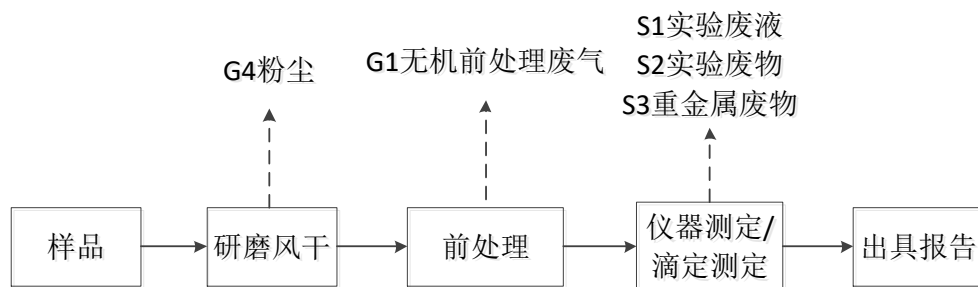 S1实验废液
S2实验废物
S3重金属废物
G4粉尘
G1无机前处理废气
样品
研磨风干
前处理
仪器测定/
滴定测定
出具报告